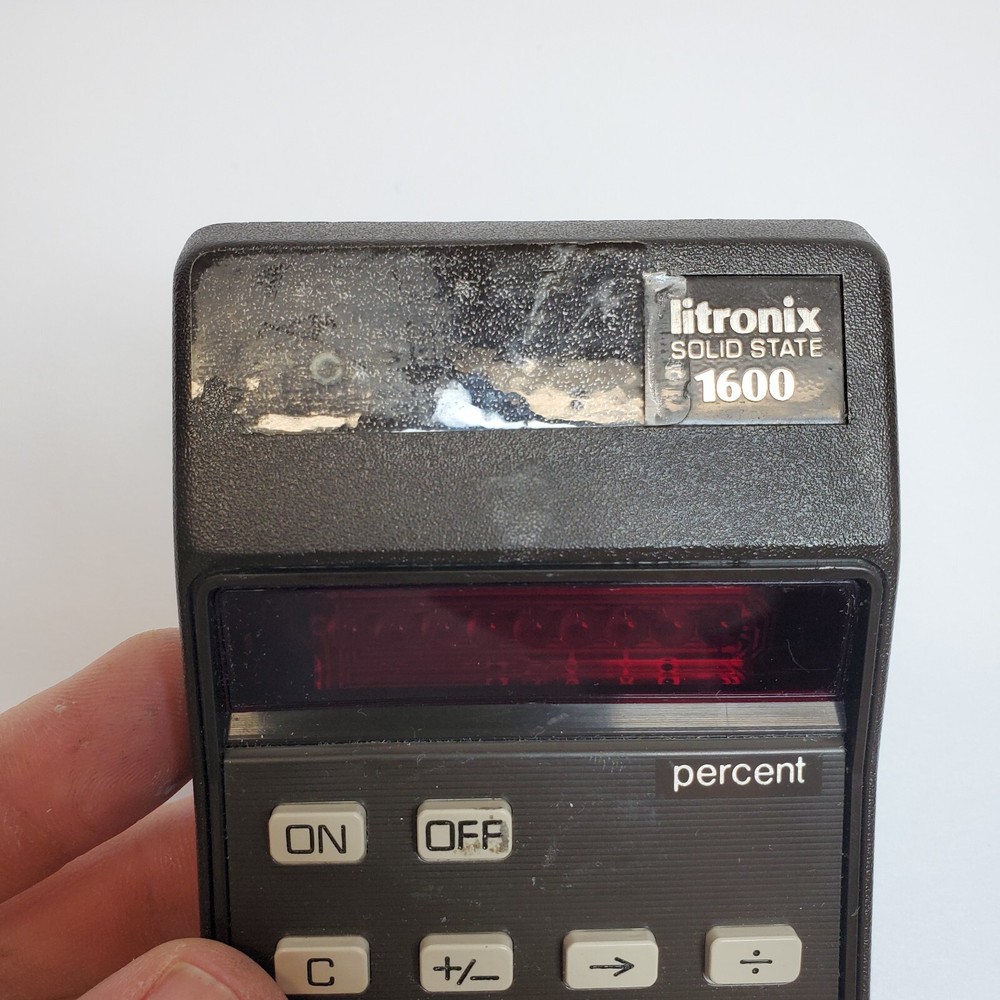 litronix
SOLID STATE
1600
percent
ON OFF
C +/− → ÷